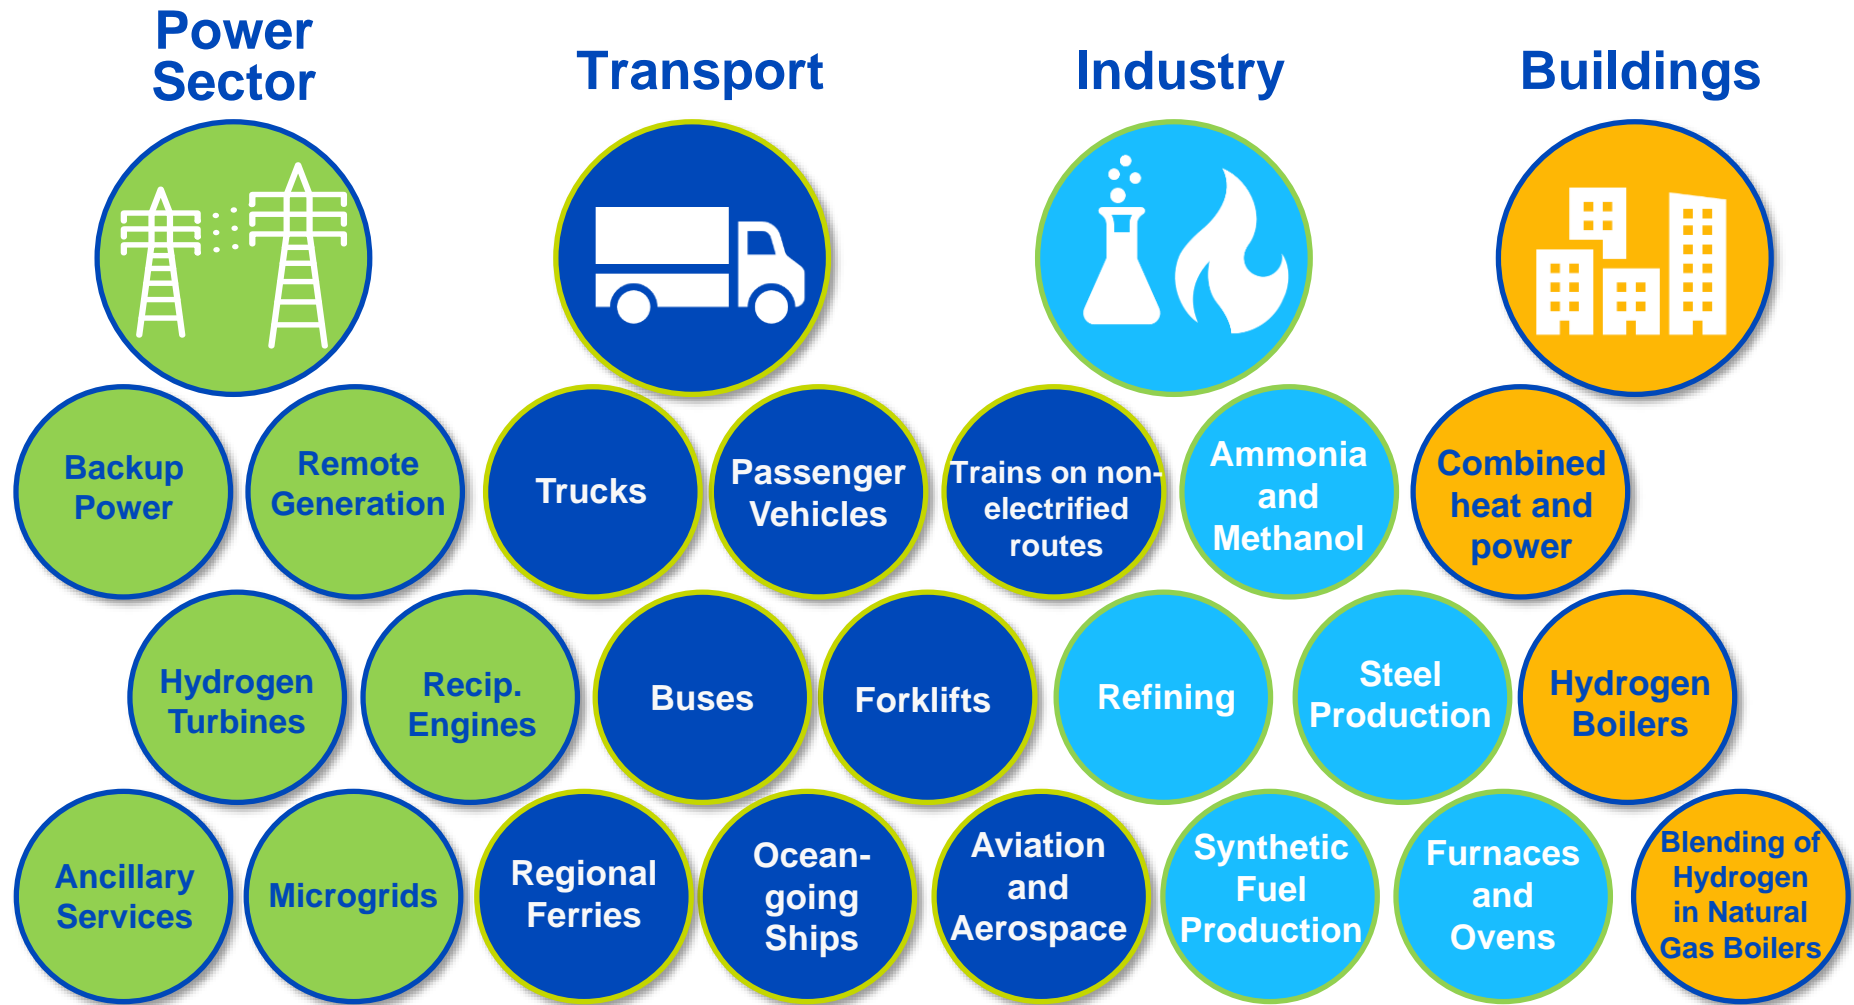 Power
Sector
Transport
Industry
Buildings
Backup
Power
Remote
Generation
Trucks
Passenger
Vehicles
Trains on non-
electrified
routes
Ammonia
and
Methanol
Combined
heat and
power
Hydrogen
Turbines
Recip.
Engines
Buses
Forklifts
Refining
Steel
Production
Hydrogen
Boilers
Ancillary
Services
Microgrids
Regional
Ferries
Ocean-
going
Ships
Aviation
and
Aerospace
Synthetic
Fuel
Production
Furnaces
and
Ovens
Blending of
Hydrogen
in Natural
Gas Boilers